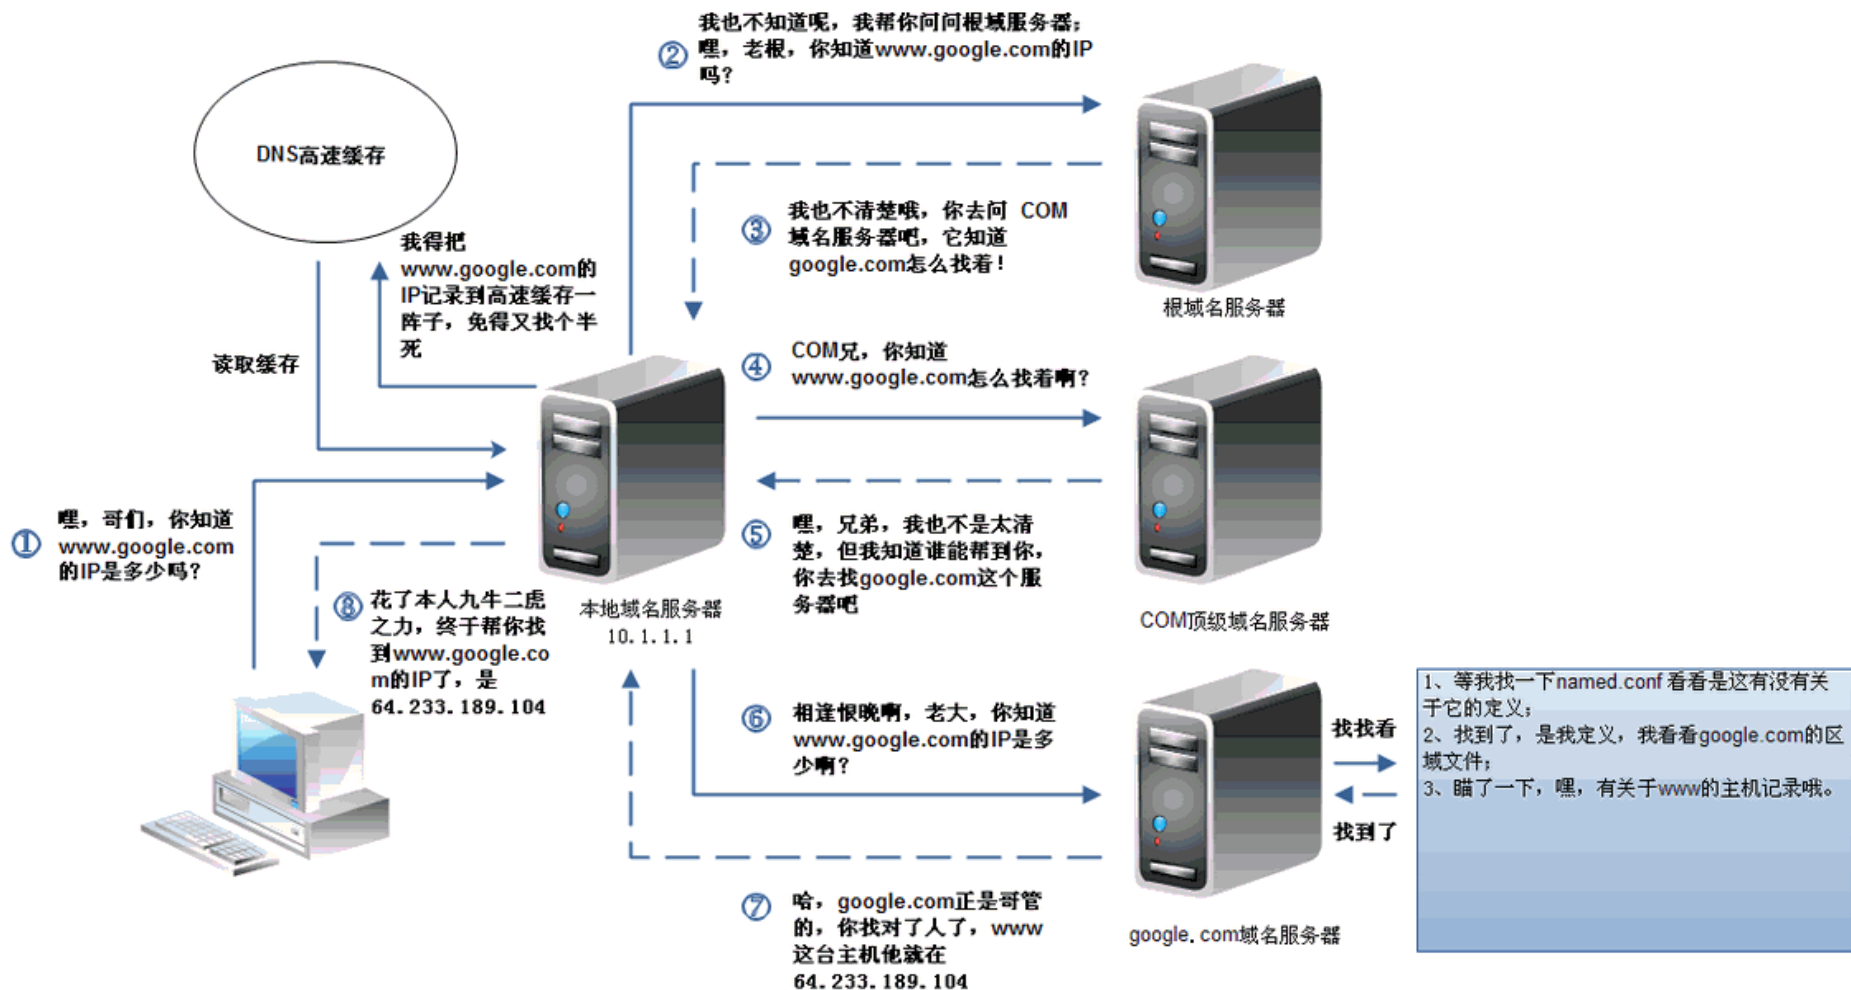 我也不知道呢，我帮你问问根域服务器；
② 嘿，老根，你知道www.google.com的IP
吗？
DNS高速缓存
③ 我也不清楚哦，你去问 COM
域名服务器吧，它知道
google.com怎么找着！
根域名服务器
我得把
www.google.com的
IP记录到高速缓存一
阵子，免得又找个半
死
读取缓存
④ COM兄，你知道
www.google.com怎么找着啊？
① 嘿，哥们，你知道
www.google.com
的IP是多少吗？
⑤ 嘿，兄弟，我也不是太清
楚，但我知道谁能帮到你，
你去找google.com这个服
务器吧
本地域名服务器
10.1.1.1
COM顶级域名服务器
⑧ 花了本人九牛二虎
之力，终于帮你找
到www.google.co
m的IP了，是
64.233.189.104
⑥ 相逢恨晚啊，老大，你知道
www.google.com的IP是多
少啊？
找找看
找到了
1、等我找一下named.conf 看看是这有没有关
于它的定义；
2、找到了，是我定义，我看看google.com的区
域文件；
3、瞄了一下，嘿，有关于www的主机记录哦。
⑦ 哈，google.com正是哥管
的，你找对了人了，www
这台主机他就在
64.233.189.104
google.com域名服务器